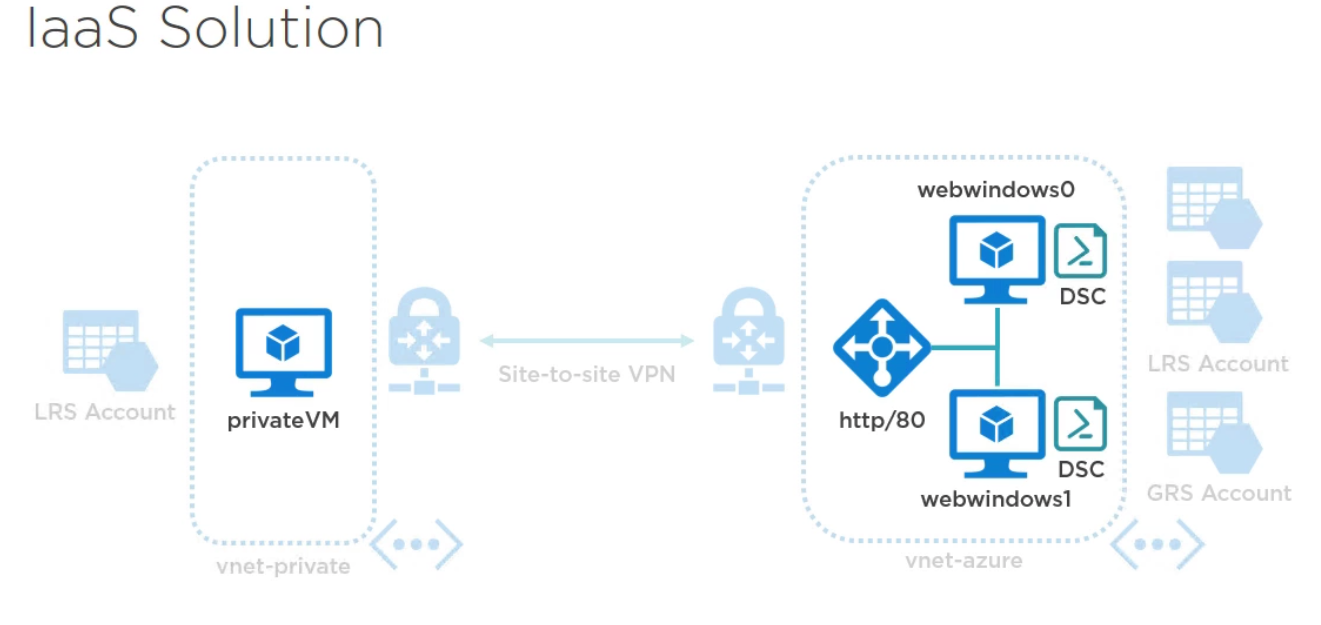 IaaS Solution
webwindows0
DSC
LRS Account
privateVM
Site-to-site VPN
http/80
LRS Account
DSC
webwindows1
GRS Account
vnet-private
vnet-azure